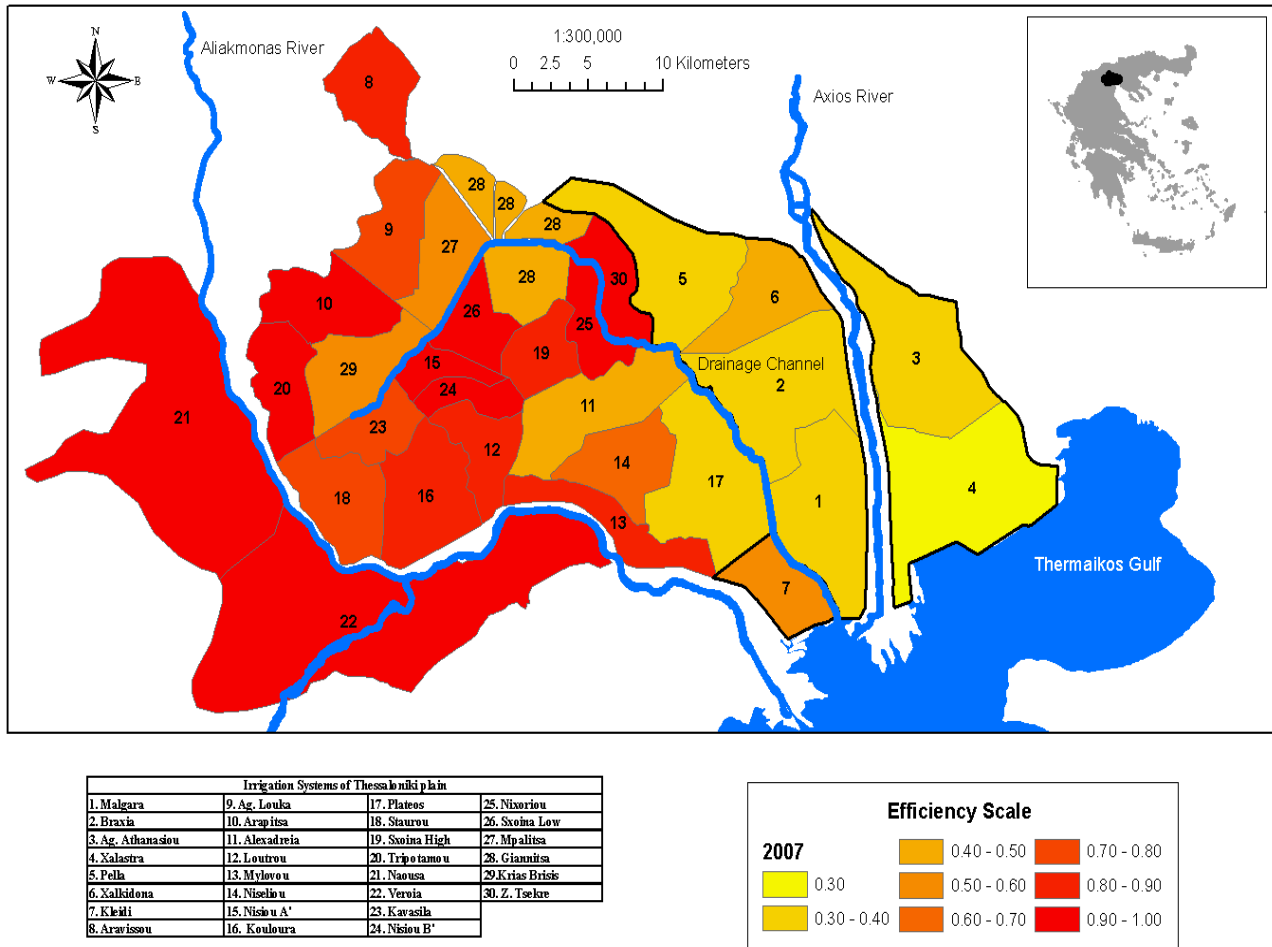 N
W E
S
Aliakmonas River
1:300,000
0 2.5 5 10 Kilometers
Axios River
8
28
28
28
9
27
5
30
28
6
10
26
25
3
19
Drainage Channel
15
2
29
20
24
21
11
23
12
14
17
4
18
16
1
13
Thermaikos Gulf
7
22
Irrigation Systems of Thessaloniki plain
1. Malgara 9. Ag. Louka 17. Plateos 25. Nixoriou
2. Braxia 10. Arapitsa 18. Staurou 26. Sxoina Low
3. Ag. Athanasiou 11. Alexadreia 19. Sxoina High 27. Mpalitsa
4. Xalastra 12. Loutrou 20. Tripotamou 28. Giannitsa
5. Pella 13. Mylovou 21. Naousa 29.Krias Brisis
6. Xalkidona 14. Niseliou 22. Veroia 30. Z. Tsekre
7. Kleidi 15. Nisiou A' 23. Kavasila
8. Aravissou 16. Kouloura 24. Nisiou B'
Efficiency Scale
2007 0.40 - 0.50 0.70 - 0.80
0.30 0.50 - 0.60 0.80 - 0.90
0.30 - 0.40 0.60 - 0.70 0.90 - 1.00